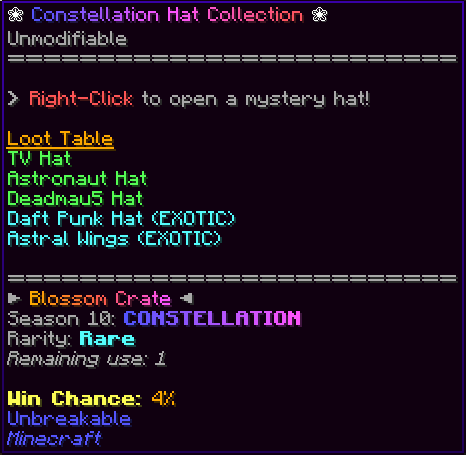 ❀ Constellation Hat Collection ❀
Unmodifiable
==============================
> Right-Click to open a mystery hat!
Loot Table
TV Hat
Astronaut Hat
Deadmau5 Hat
Daft Punk Hat (EXOTIC)
Astral Wings (EXOTIC)
==============================
► Blossom Crate ◄
Season 10: CONSTELLATION
Rarity: Rare
Remaining use: 1
Win Chance: 4%
Unbreakable
Minecraft